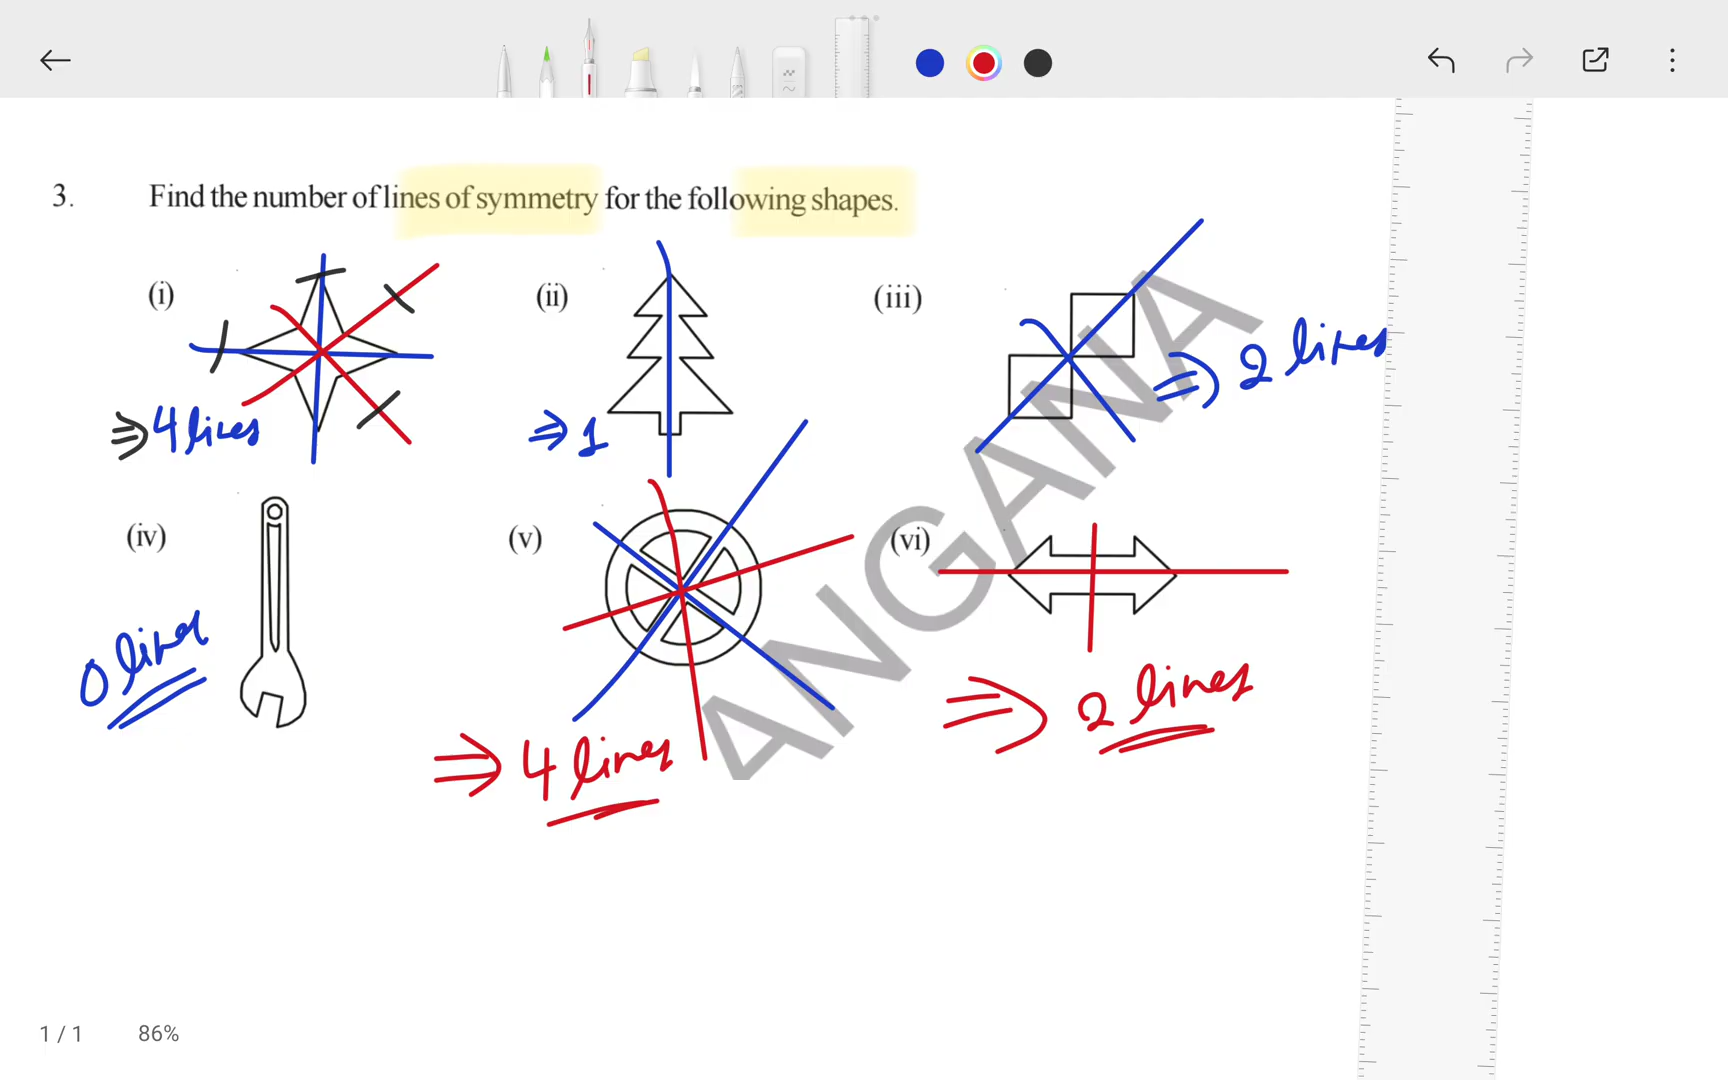 3. Find the number of lines of symmetry for the following shapes.
(i) (ii) (iii)
⇒ 2 lines
⇒ 4 lines
⇒ 1
(iv) (v) (vi)
0 lines
⇒ 2 lines
⇒ 4 lines
ANGANA
1 / 1 86%